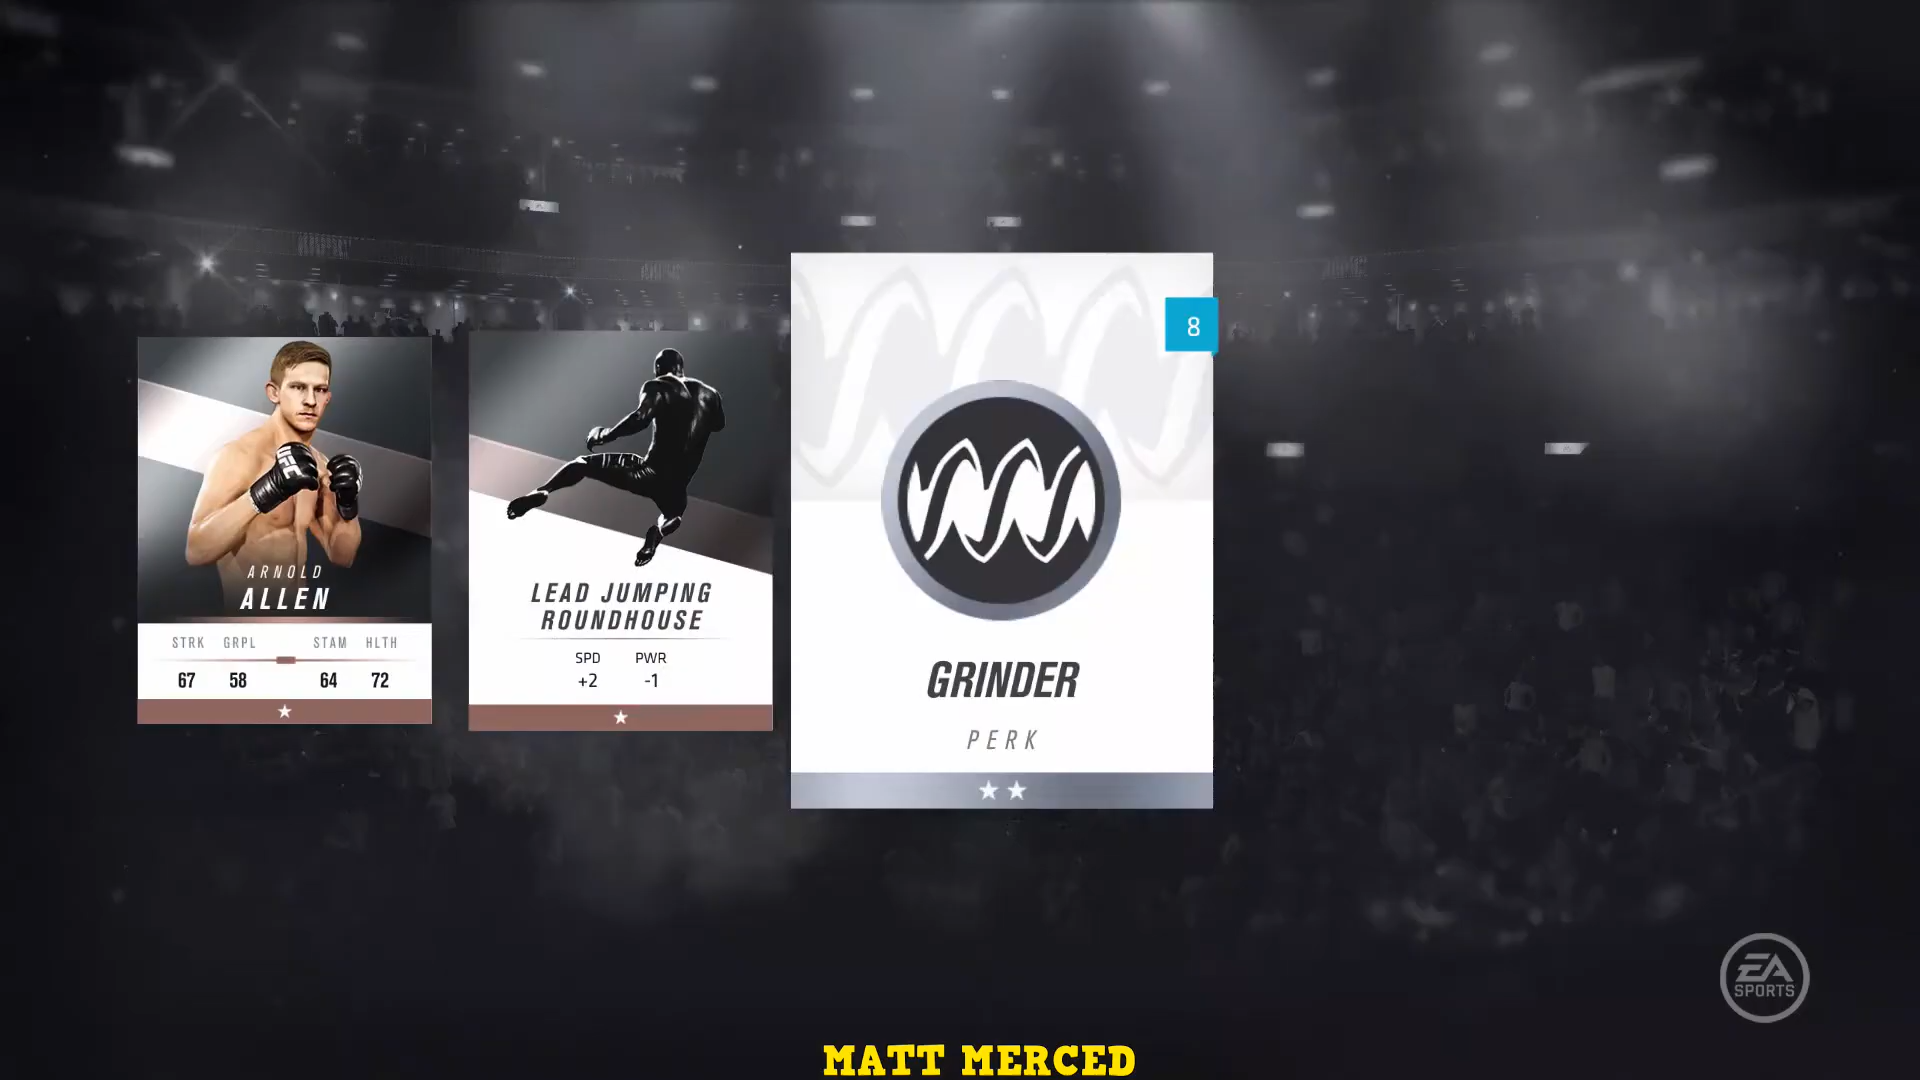 ARNOLD
ALLEN
STRK GRPL STAM HLTH
67 58 64 72
LEAD JUMPING
ROUNDHOUSE
SPD PWR
+2 -1
8
GRINDER
PERK
UFC
EA
SPORTS
MATT MERCED